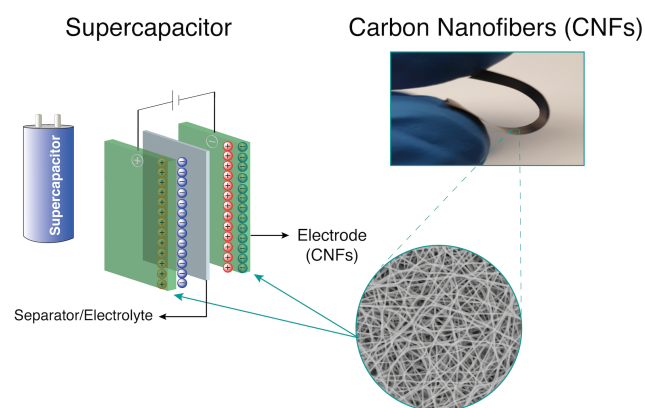 Supercapacitor
Carbon Nanofibers (CNFs)
Supercapacitor
Electrode
(CNFs)
Separator/Electrolyte